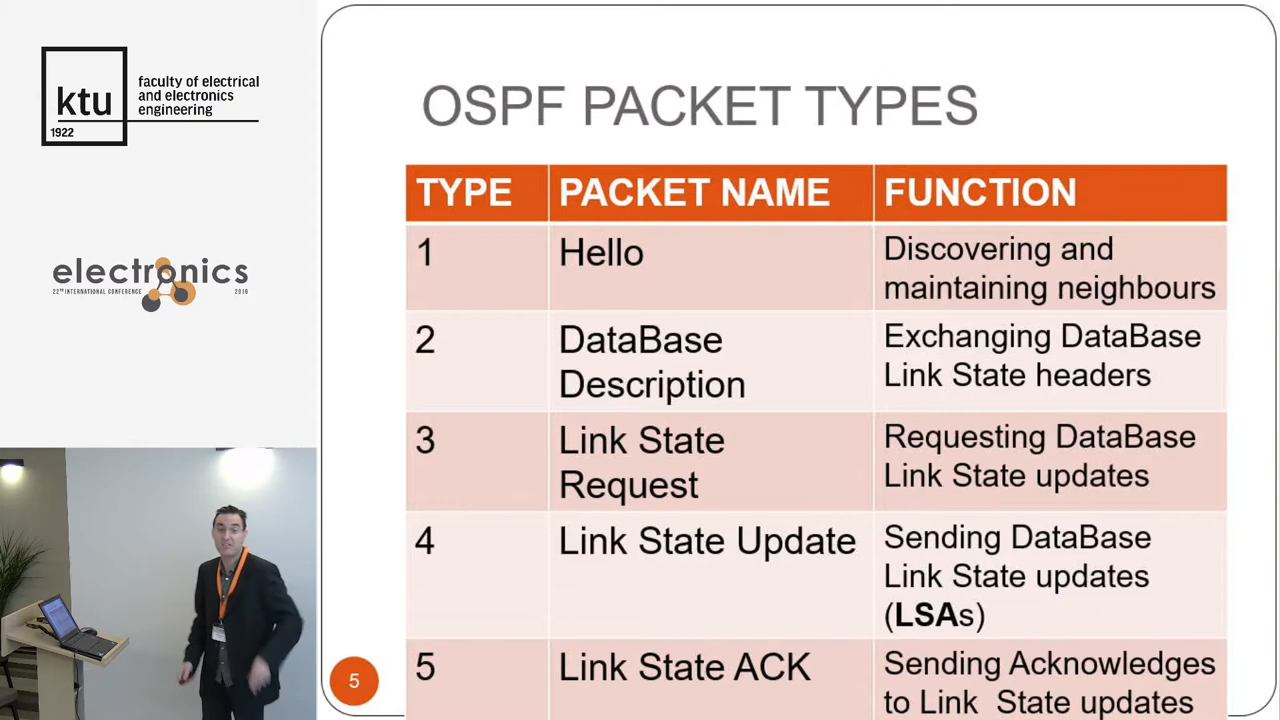 ktu
1922
faculty of electrical
and electronics
engineering
electronics
22TH INTERNATIONAL CONFERENCE 2018
OSPF PACKET TYPES
TYPE PACKET NAME FUNCTION
1 Hello Discovering and
maintaining neighbours
2 DataBase
Description
Exchanging DataBase
Link State headers
3 Link State
Request
Requesting DataBase
Link State updates
4 Link State Update
Sending DataBase
Link State updates
(LSAs)
5 Link State ACK
Sending Acknowledges
to Link State updates
5